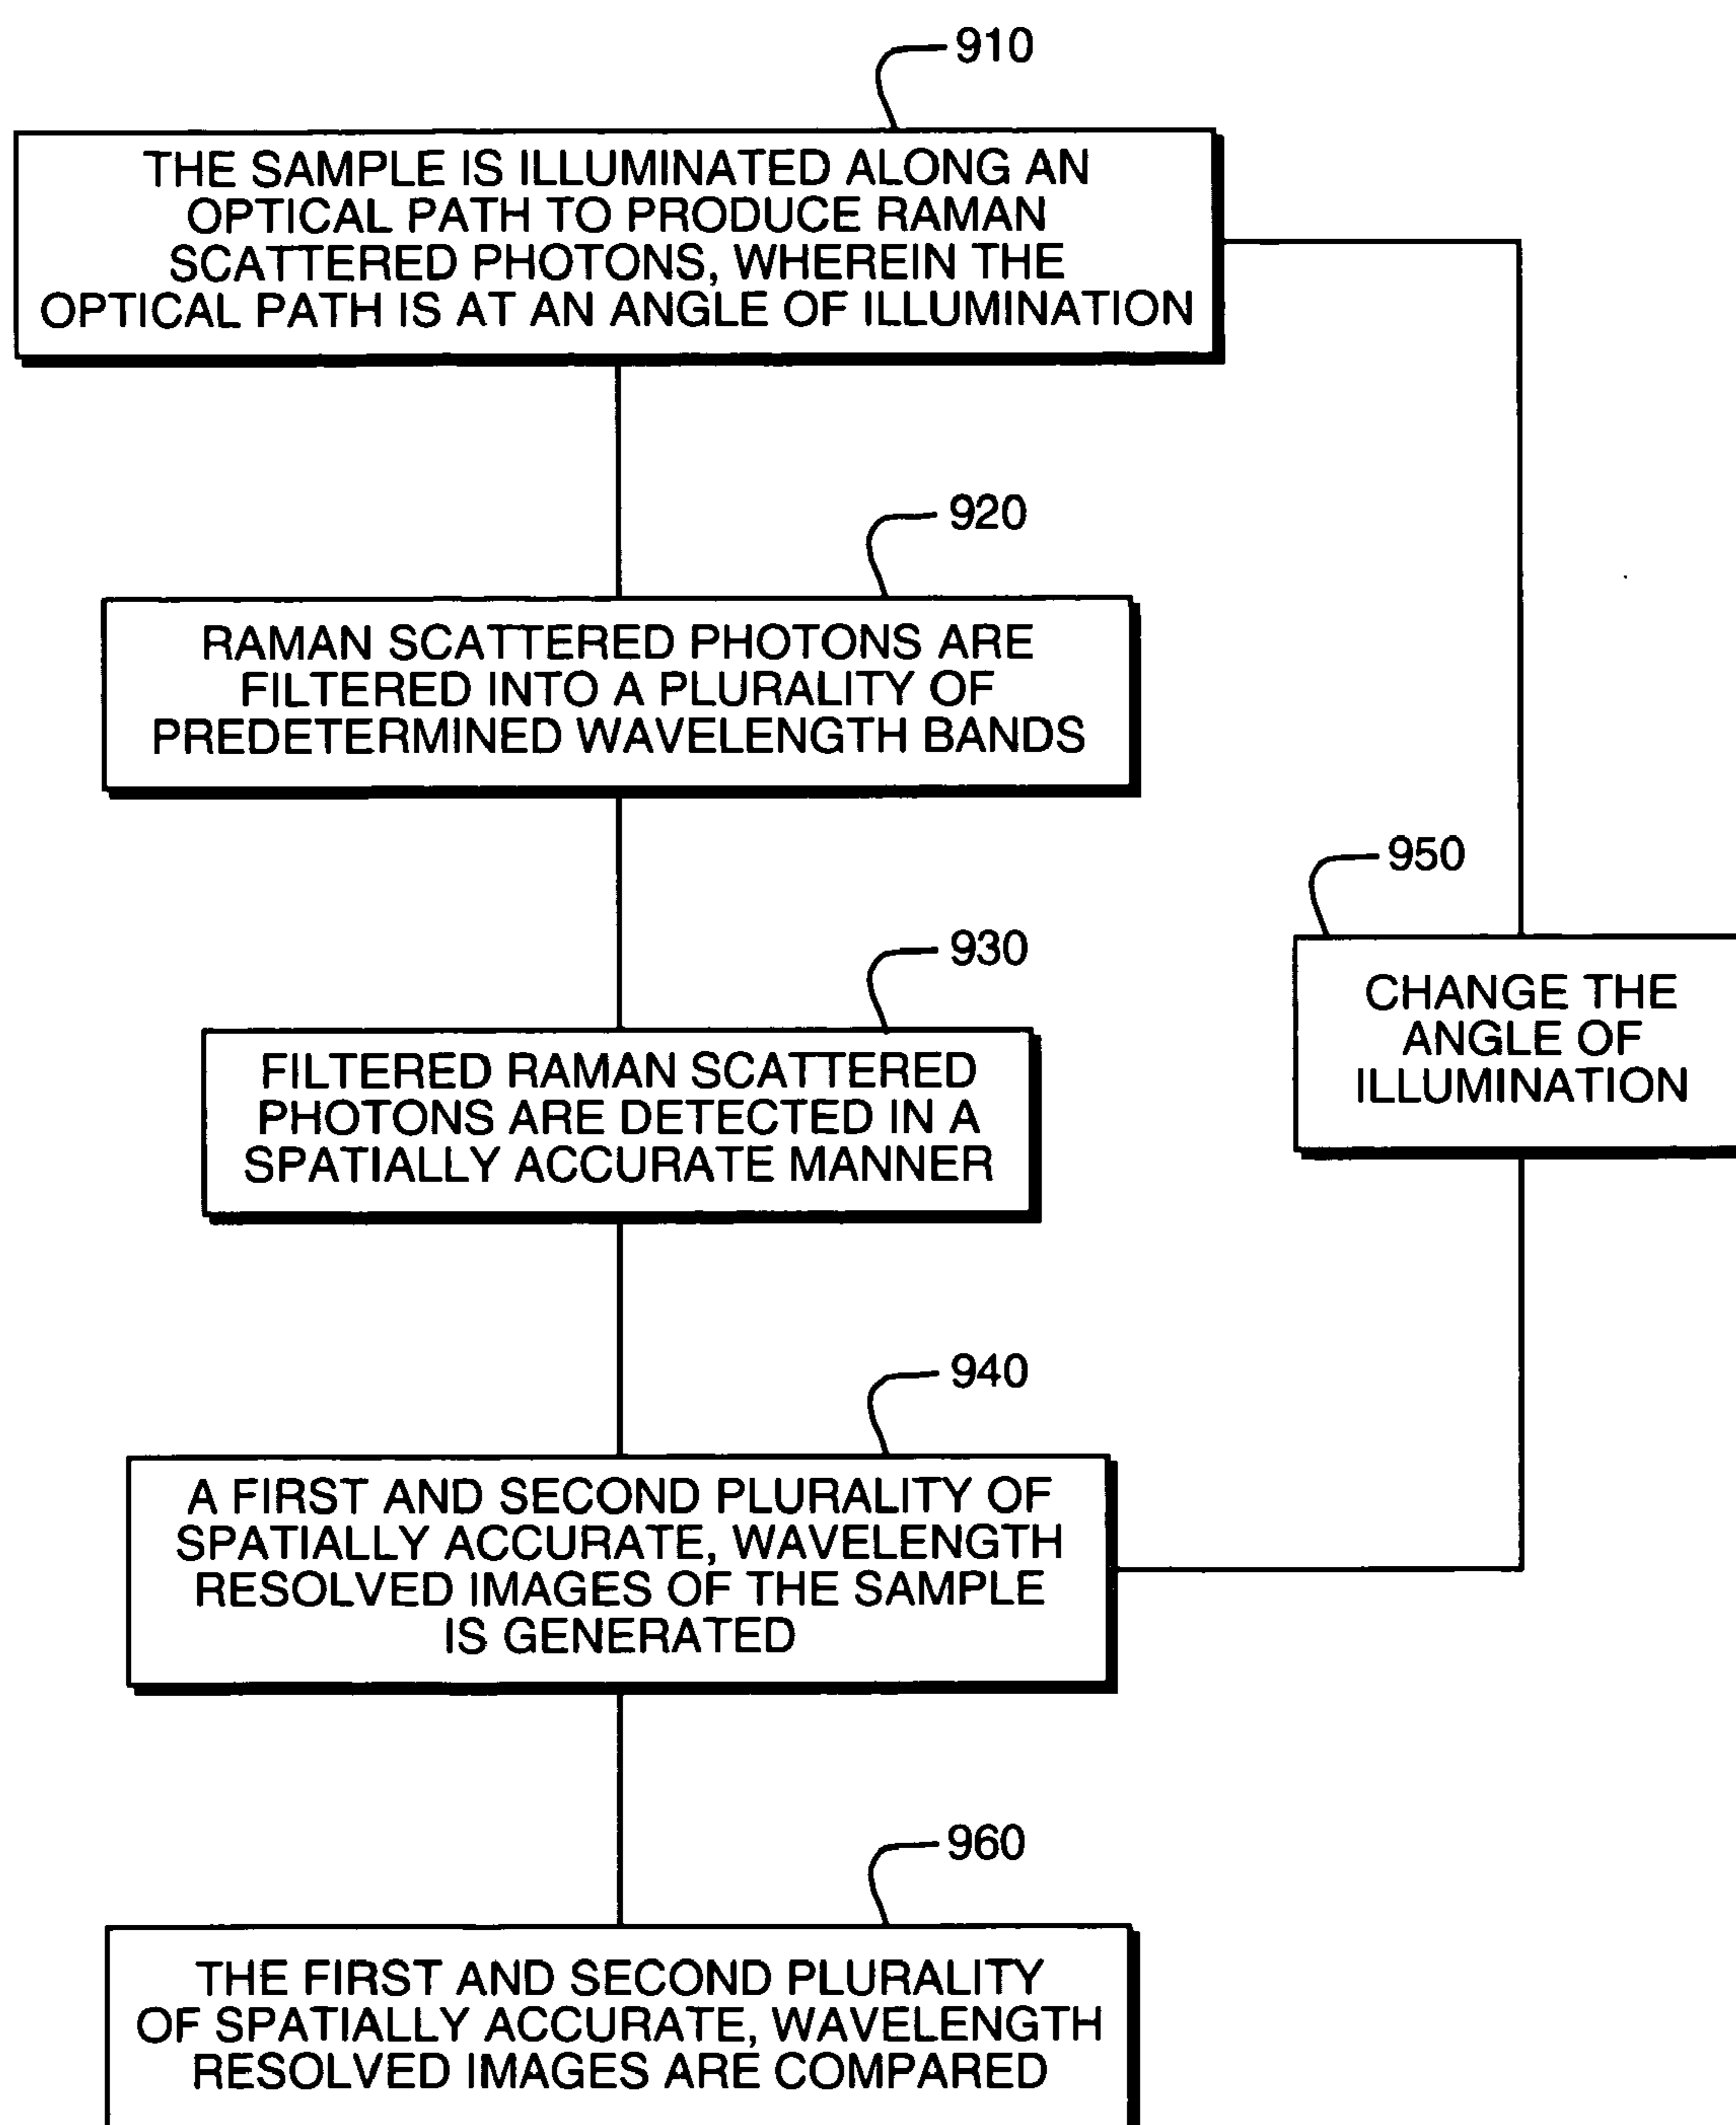 910
THE SAMPLE IS ILLUMINATED ALONG AN
OPTICAL PATH TO PRODUCE RAMAN
SCATTERED PHOTONS, WHEREIN THE
OPTICAL PATH IS AT AN ANGLE OF ILLUMINATION
920
RAMAN SCATTERED PHOTONS ARE
FILTERED INTO A PLURALITY OF
PREDETERMINED WAVELENGTH BANDS
930
FILTERED RAMAN SCATTERED
PHOTONS ARE DETECTED IN A
SPATIALLY ACCURATE MANNER
950
CHANGE THE
ANGLE OF
ILLUMINATION
940
A FIRST AND SECOND PLURALITY OF
SPATIALLY ACCURATE, WAVELENGTH
RESOLVED IMAGES OF THE SAMPLE
IS GENERATED
960
THE FIRST AND SECOND PLURALITY
OF SPATIALLY ACCURATE, WAVELENGTH
RESOLVED IMAGES ARE COMPARED